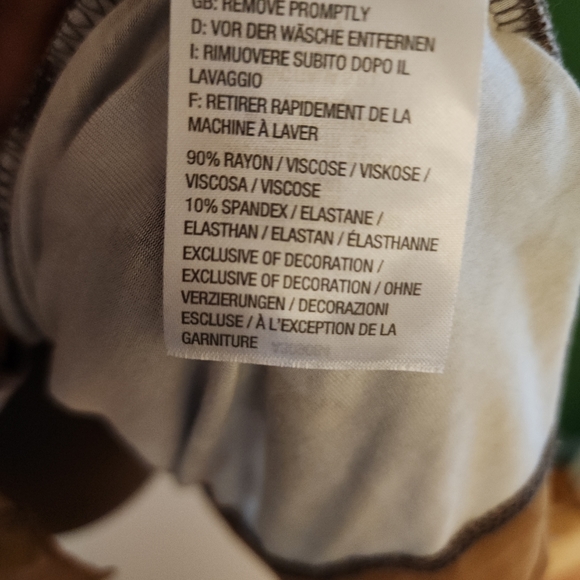 GB: REMOVE PROMPTLY
D: VOR DER WÄSCHE ENTFERNEN
I: RIMUOVERE SUBITO DOPO IL
LAVAGGIO
F: RETIRER RAPIDEMENT DE LA
MACHINE À LAVER
90% RAYON / VISCOSE / VISKOSE /
VISCOSA / VISCOSE
10% SPANDEX / ELASTANE /
ELASTHAN / ELASTAN / ÉLASTHANNE
EXCLUSIVE OF DECORATION /
EXCLUSIVE OF DECORATION / OHNE
VERZIERUNGEN / DECORAZIONI
ESCLUSE / À L'EXCEPTION DE LA
GARNITURE